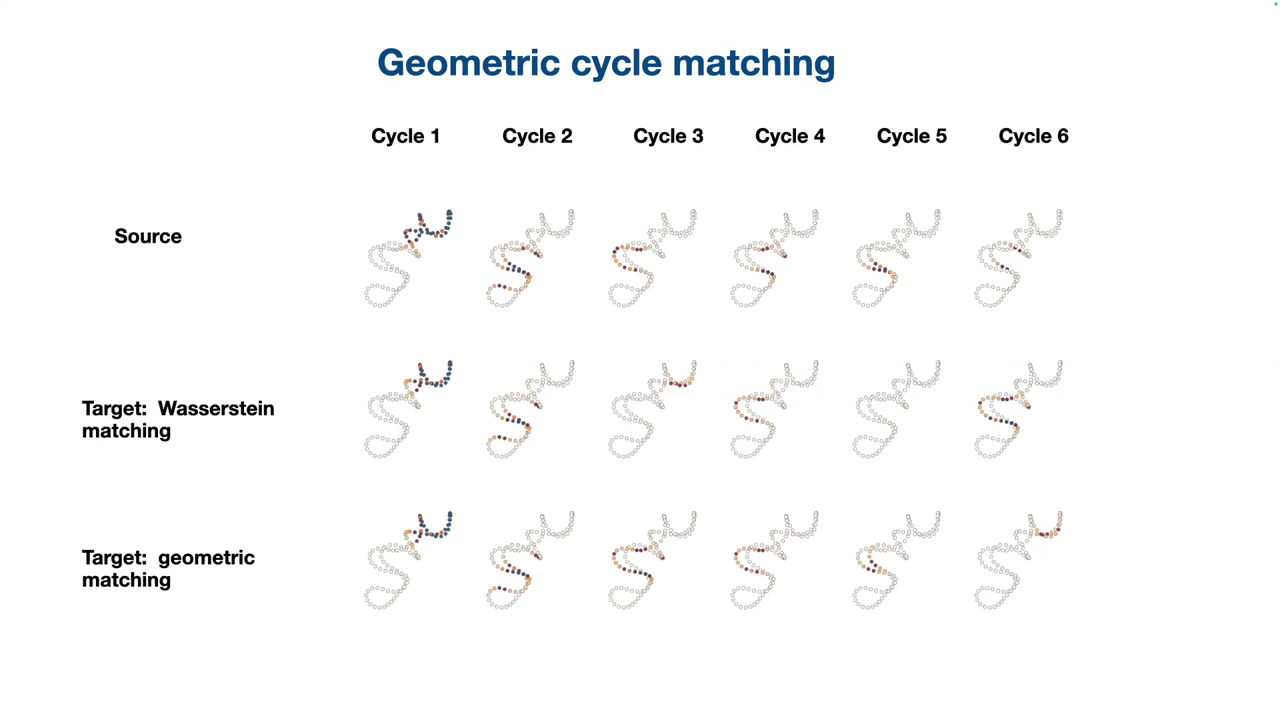 Geometric cycle matching
Cycle 1 Cycle 2 Cycle 3 Cycle 4 Cycle 5 Cycle 6
Source
Target: Wasserstein
matching
Target: geometric
matching